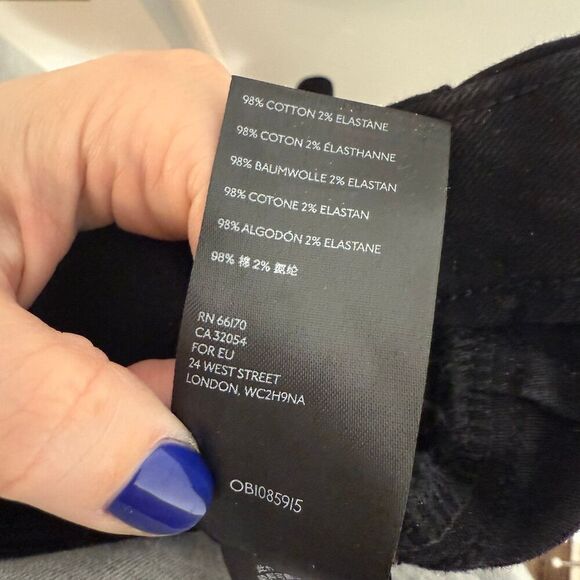 98% COTTON 2% ELASTANE
98% COTON 2% ÉLASTHANNE
98% BAUMWOLLE 2% ELASTAN
98% COTONE 2% ELASTAN
98% ALGODÓN 2% ELASTANE
98% 棉 2% 氨纶
RN 66170
CA 32054
FOR EU
24 WEST STREET
LONDON, WC2H9NA
OB1085915